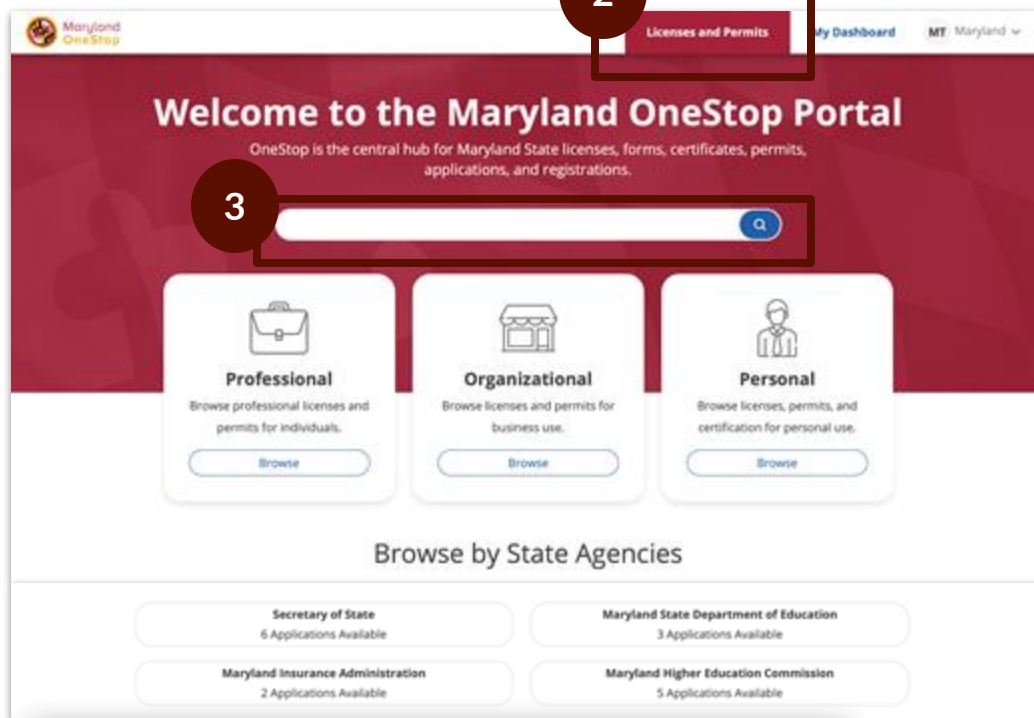 2
Maryland
OneStop
Licenses and Permits
My Dashboard
MT Maryland
Welcome to the Maryland OneStop Portal
OneStop is the central hub for Maryland State licenses, forms, certificates, permits,
applications, and registrations.
3
Professional
Browse professional licenses and
permits for individuals.
Browse
Organizational
Browse licenses and permits for
business use.
Browse
Personal
Browse licenses, permits, and
certification for personal use.
Browse
Browse by State Agencies
Secretary of State
6 Applications Available
Maryland State Department of Education
3 Applications Available
Maryland Insurance Administration
2 Applications Available
Maryland Higher Education Commission
5 Applications Available